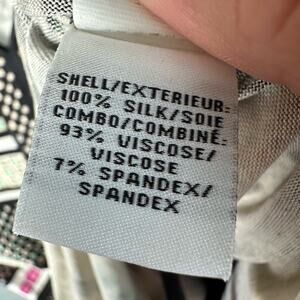 SHELL/EXTERIEUR:
100% SILK/SOIE
COMBO/COMBINÉ:
93% VISCOSE/
VISCOSE
7% SPANDEX/
SPANDEX